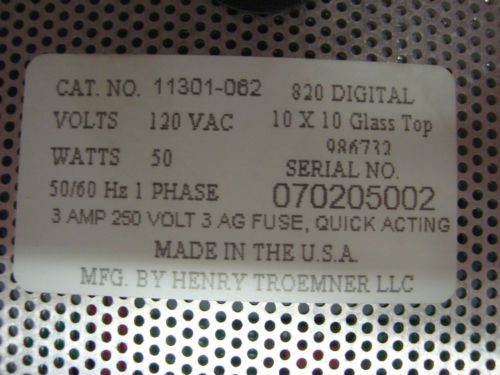 CAT. NO. 11301-062 820 DIGITAL
VOLTS 120 VAC 10 X 10 Glass Top
986732
WATTS 50 SERIAL NO.
50/60 Hz 1 PHASE 070205002
3 AMP 250 VOLT 3 AG FUSE, QUICK ACTING
MADE IN THE U.S.A.
MFG. BY HENRY TROEMNER LLC